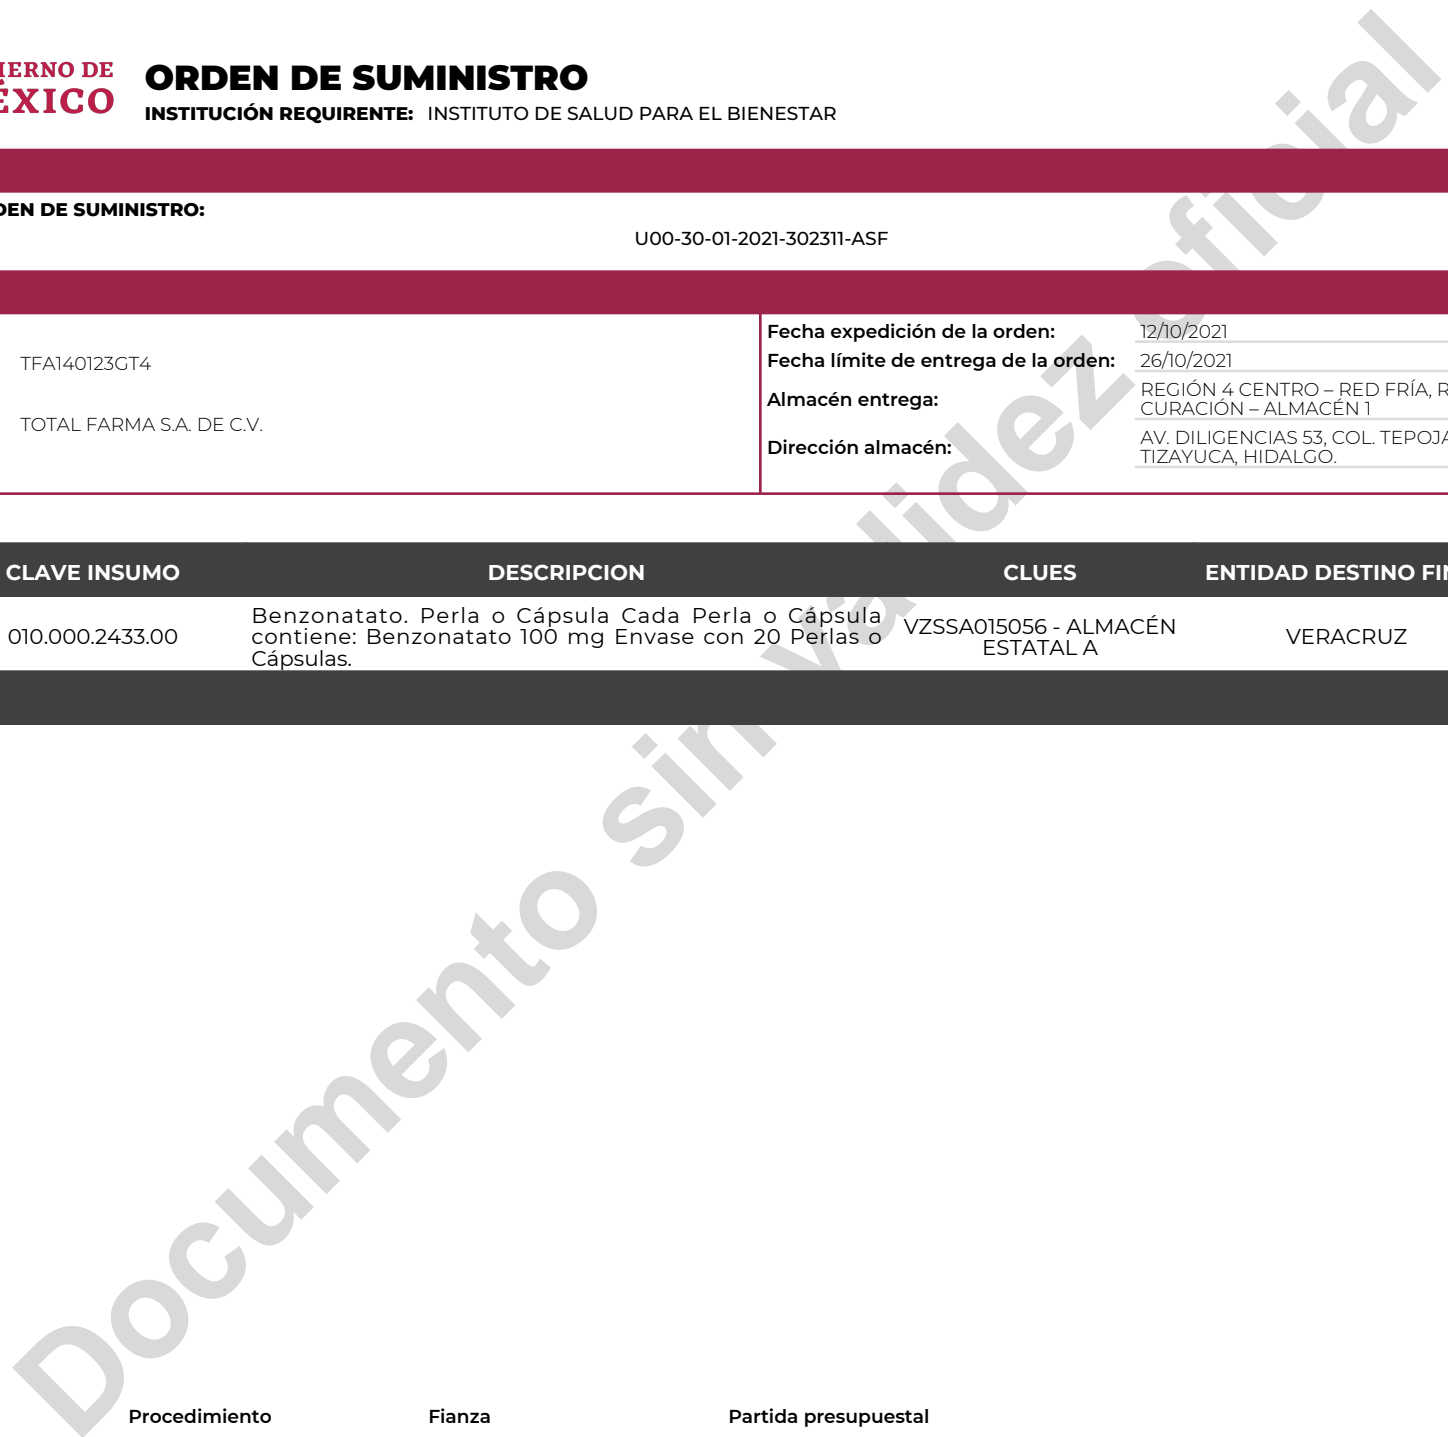 IERNO DE
ÉXICO
ORDEN DE SUMINISTRO
INSTITUCIÓN REQUIRENTE: INSTITUTO DE SALUD PARA EL BIENESTAR
DEN DE SUMINISTRO:
U00-30-01-2021-302311-ASF
TFA140123GT4
TOTAL FARMA S.A. DE C.V.
Fecha expedición de la orden: 12/10/2021
Fecha límite de entrega de la orden: 26/10/2021
Almacén entrega: REGIÓN 4 CENTRO – RED FRÍA, R
CURACIÓN – ALMACÉN 1
Dirección almacén: AV. DILIGENCIAS 53, COL. TEPOJA
TIZAYUCA, HIDALGO.
CLAVE INSUMO DESCRIPCION CLUES ENTIDAD DESTINO FIN
010.000.2433.00
Benzonatato. Perla o Cápsula Cada Perla o Cápsula
contiene: Benzonatato 100 mg Envase con 20 Perlas o
Cápsulas.
VZSSA015056 - ALMACÉN
ESTATAL A
VERACRUZ
Documento sin validez oficial
Procedimiento Fianza Partida presupuestal